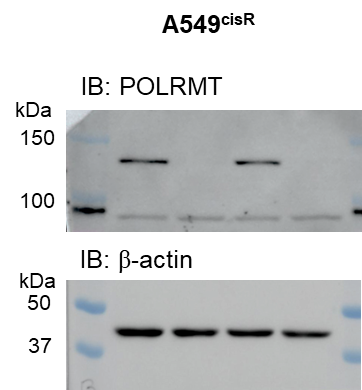 A549cisR
IB: POLRMT
kDa
150
100
IB: β-actin
kDa
50
37